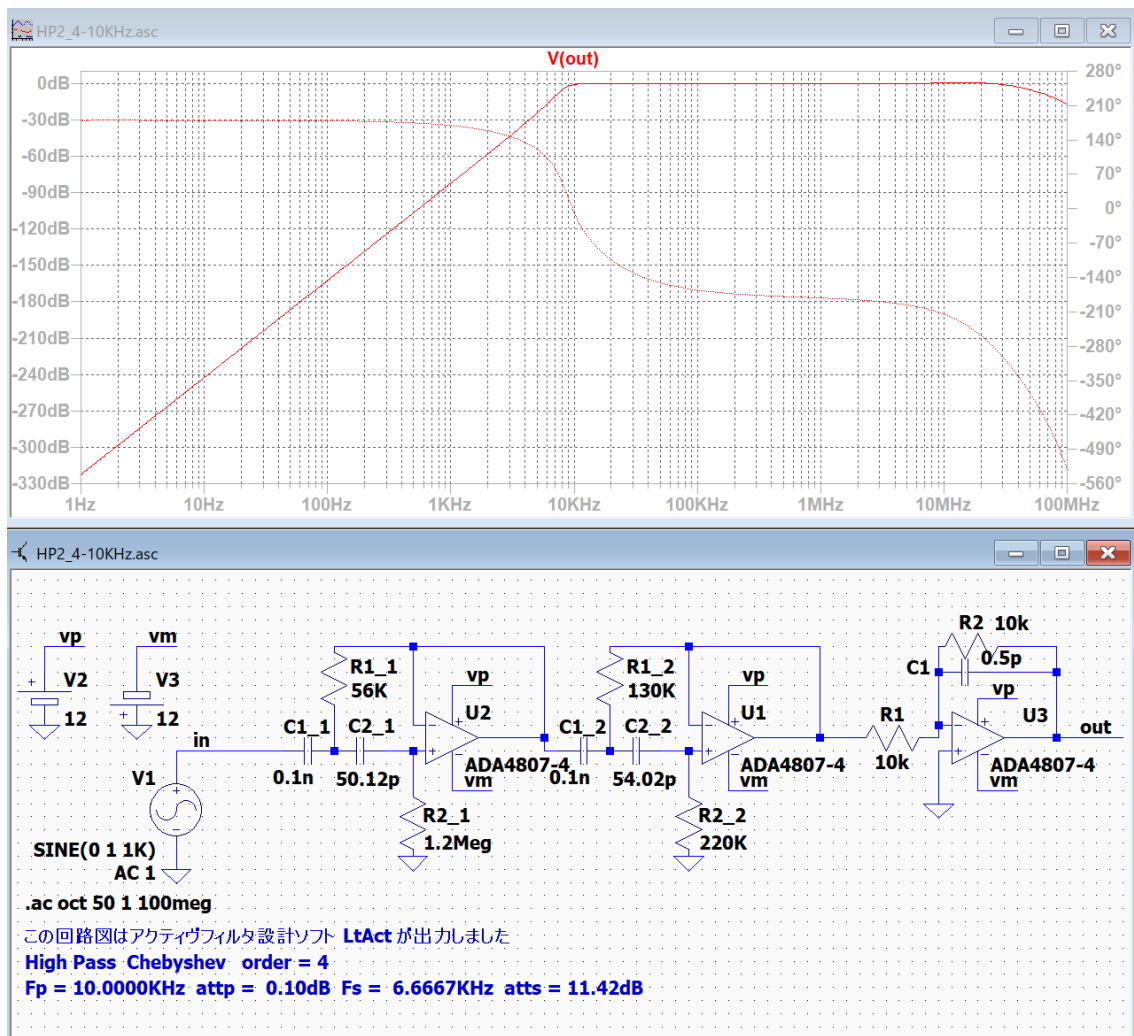 HP2_4-10KHz.asc
V(out)
0dB
-30dB
-60dB
-90dB
-120dB
-150dB
-180dB
-210dB
-240dB
-270dB
-300dB
-330dB
280°
210°
140°
70°
0°
-70°
-140°
-210°
-280°
-350°
-420°
-490°
-560°
1Hz 10Hz 100Hz 1KHz 10KHz 100KHz 1MHz 10MHz 100MHz
HP2_4-10KHz.asc
vp vm
V2 V3
12 12
in
V1
SINE(0 1 1K)
AC 1
R1_1
56K
C1_1 C2_1
0.1n 50.12p
vp
U2
ADA4807-4
vm
R2_1
1.2Meg
R1_2
130K
C1_2 C2_2
0.1n 54.02p
vp
U1
ADA4807-4
vm
R2_2
220K
R1
10k
R2 10k
C1 0.5p
vp
U3
out
ADA4807-4
vm
.ac oct 50 1 100meg
この回路図はアクティヴフィルタ設計ソフト LtAct が出力しました
High Pass Chebyshev order = 4
Fp = 10.0000KHz attp = 0.10dB Fs = 6.6667KHz atts = 11.42dB